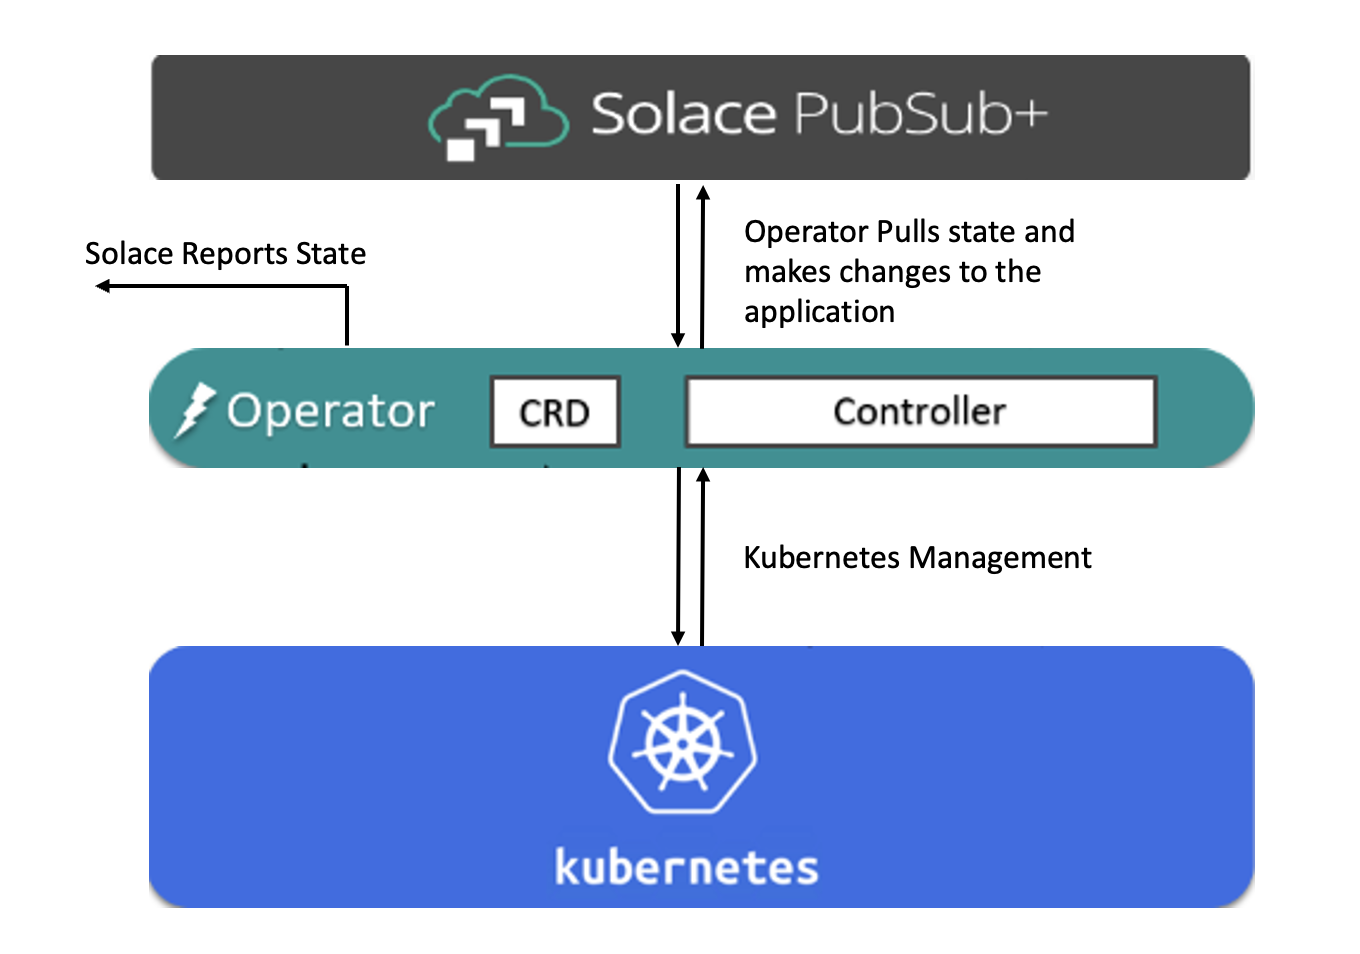 Solace PubSub+
Solace Reports State
Operator Pulls state and
makes changes to the
application
Operator
CRD
Controller
Kubernetes Management
kubernetes